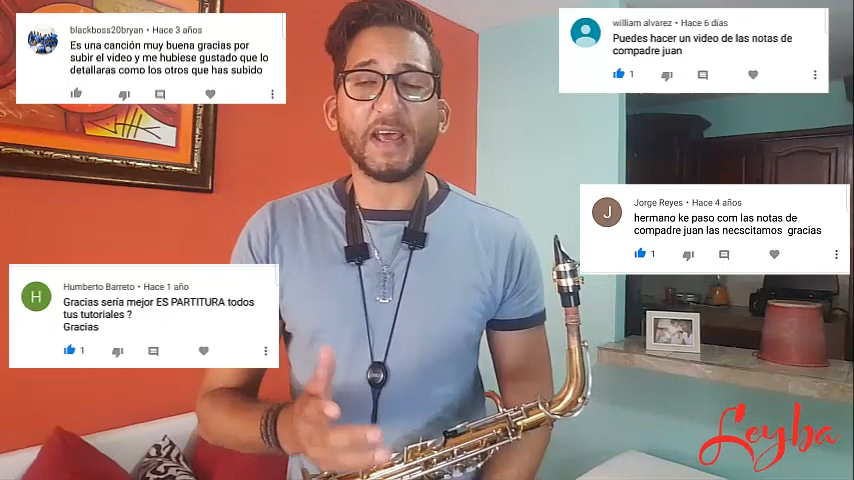 blackboss20bryan • Hace 3 años
Es una canción muy buena gracias por
subir el video y me hubiese gustado que lo
detallaras como los otros que has subido
william alvarez • Hace 6 días
Puedes hacer un video de las notas de
compadre juan
1
J
Jorge Reyes • Hace 4 años
hermano ke paso com las notas de
compadre juan las necscitamos gracias
1
H
Humberto Barreto • Hace 1 año
Gracias sería mejor ES PARTITURA todos
tus tutoriales ?
Gracias
1
Leyba